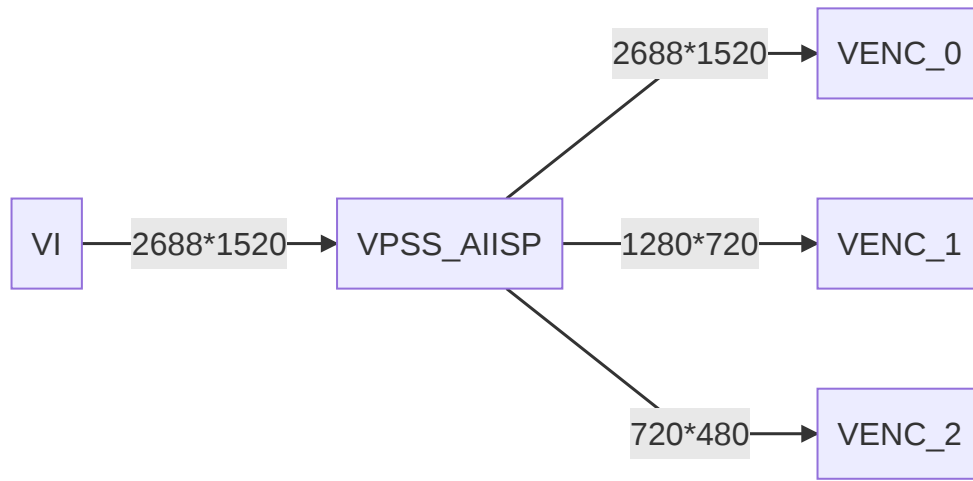 2688*1520
VENC_0
VI
2688*1520
VPSS_AIISP
1280*720
VENC_1
720*480
VENC_2